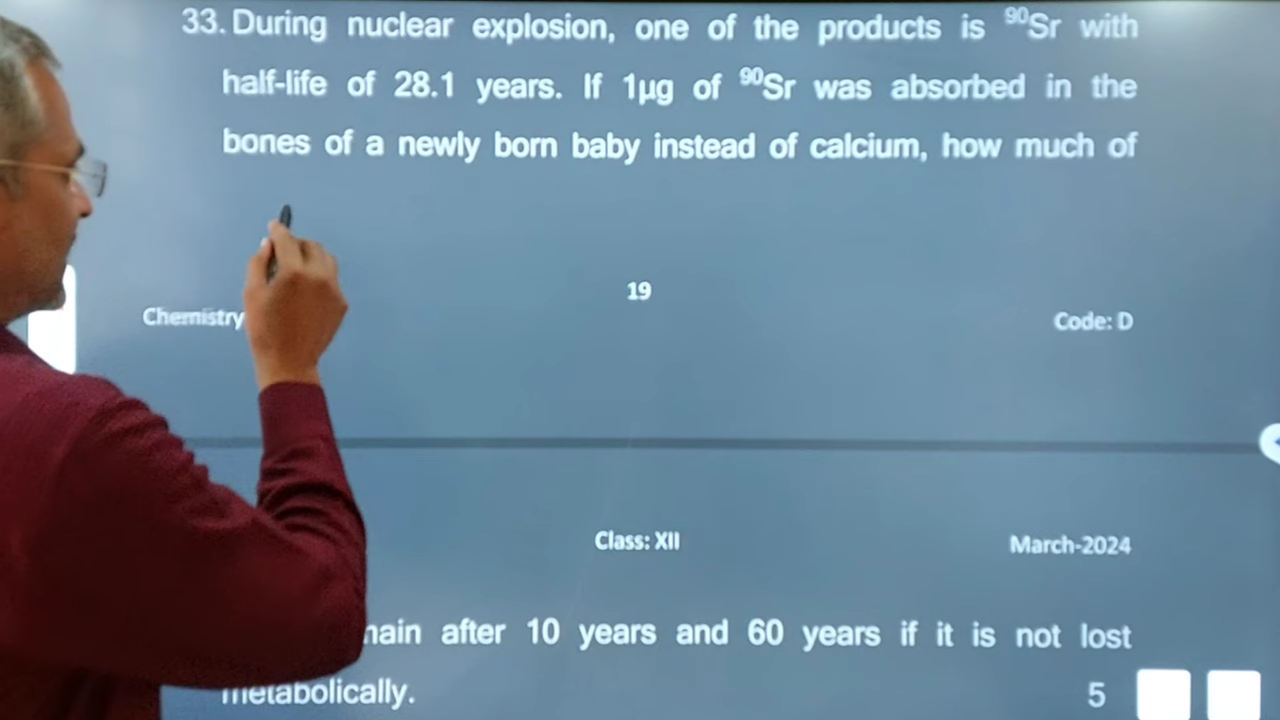 33. During nuclear explosion, one of the products is ⁹⁰Sr with
half-life of 28.1 years. If 1µg of ⁹⁰Sr was absorbed in the
bones of a newly born baby instead of calcium, how much of
19
Chemistry
Code: D
Class: XII
March-2024
after 10 years and 60 years if it is not lost
metabolically.
5